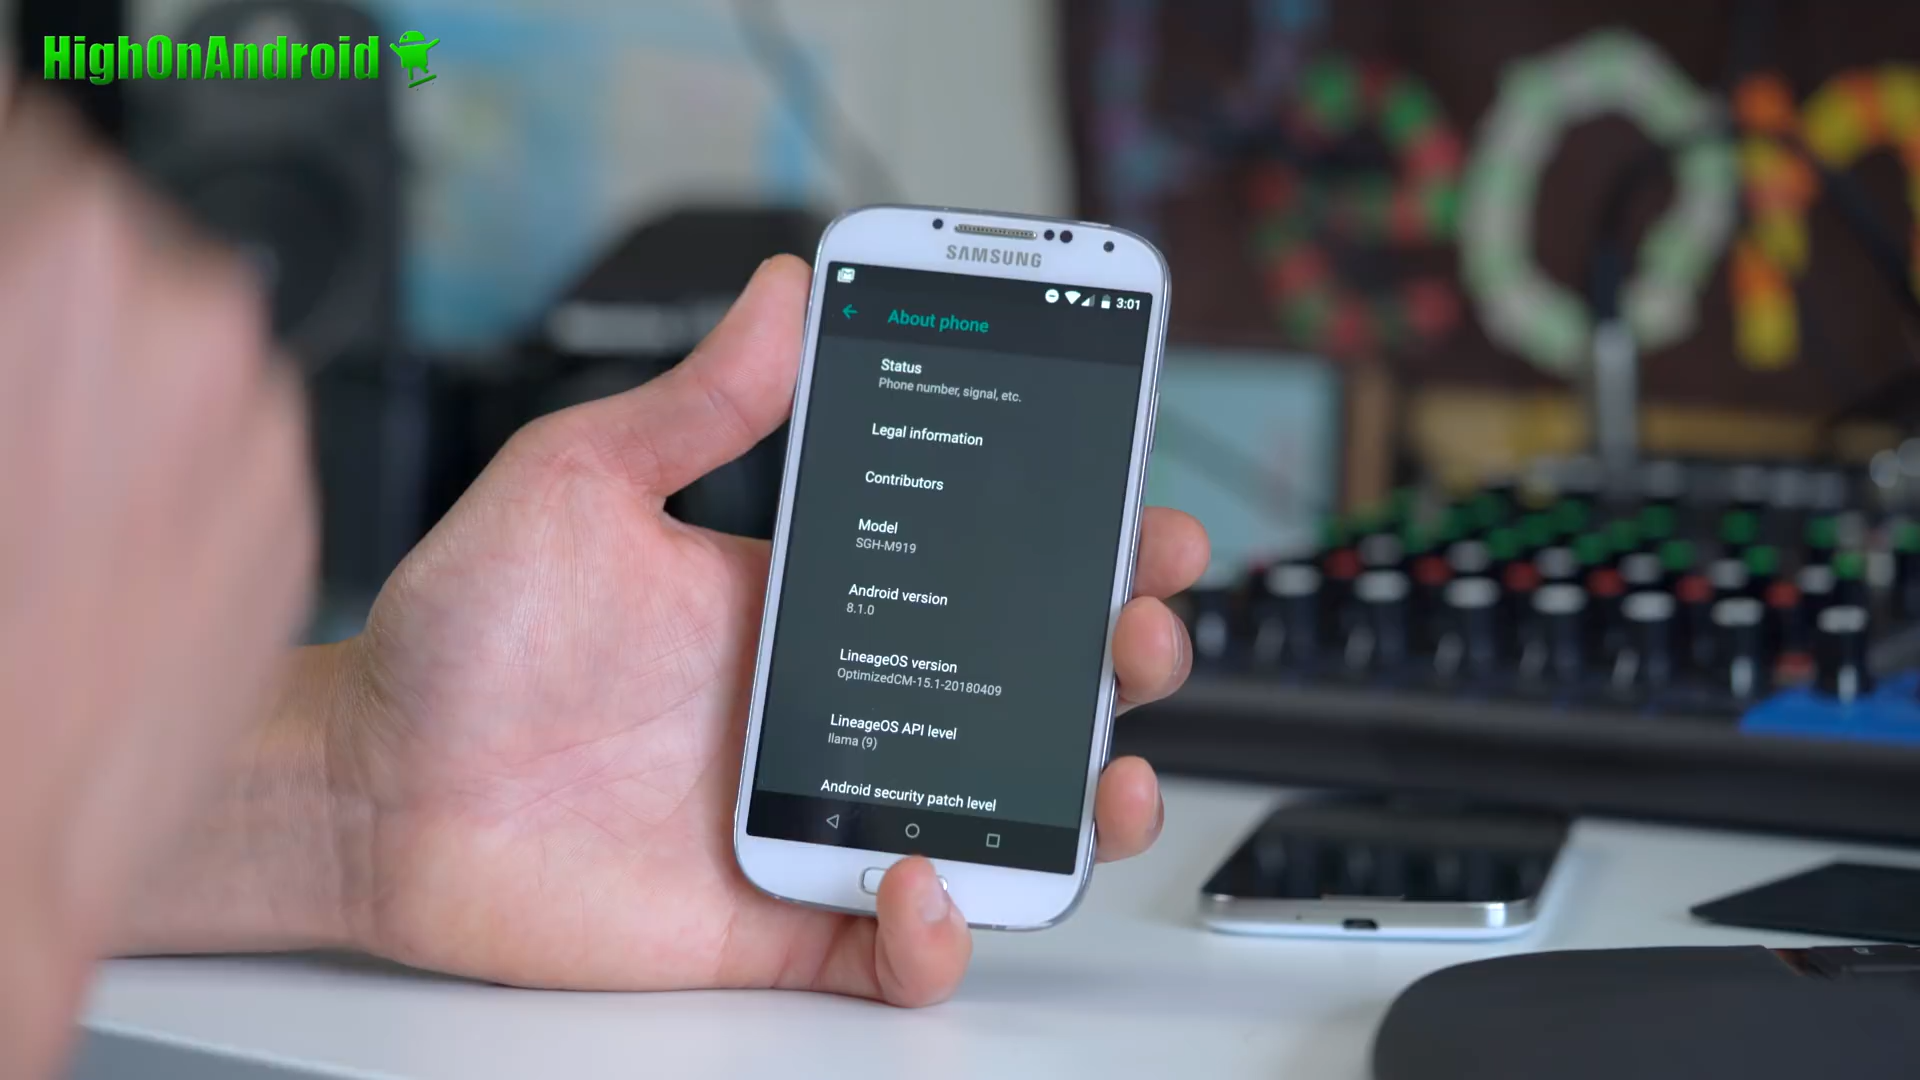 HighOnAndroid
SAMSUNG
3:01
About phone
Status
Phone number, signal, etc.
Legal information
Contributors
Model
SGH-M919
Android version
8.1.0
LineageOS version
OptimizedCM-15.1-20180409
LineageOS API level
llama (9)
Android security patch level